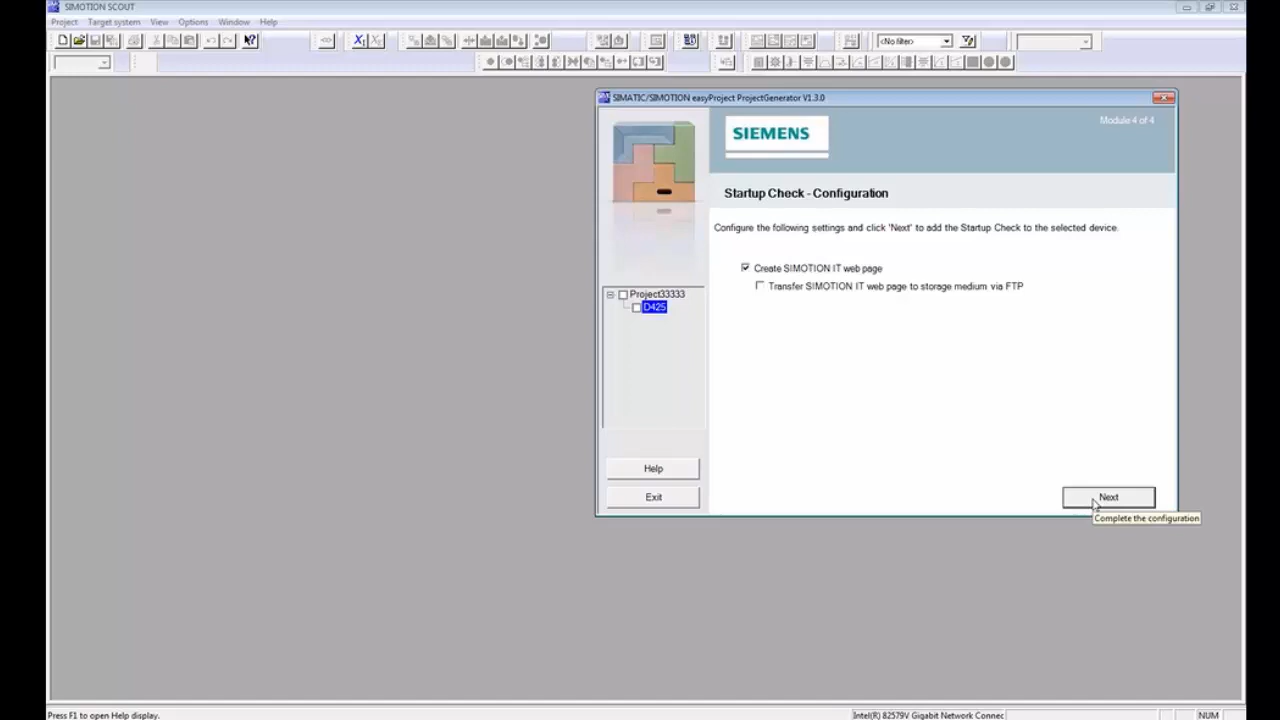 SIMOTION SCOUT
Project Target system View Options Window Help
<No filter>
SIMATIC/SIMOTION easyProject ProjectGenerator V1.3.0
SIEMENS
Module 4 of 4
Startup Check - Configuration
Configure the following settings and click 'Next' to add the Startup Check to the selected device.
Create SIMOTION IT web page
Transfer SIMOTION IT web page to storage medium via FTP
Project33333
D425
Help
Exit
Next
Complete the configuration
Press F1 to open Help display.
Intel(R) 82579V Gigabit Network Connec
NUM